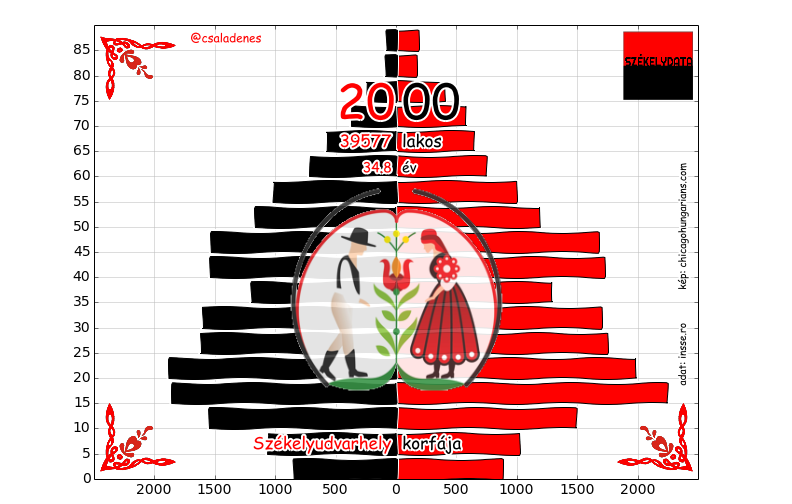 @csaladenes
SZÉKELYDATA
2000
39577 lakos
34.8 év
kép: chicagohungarians.com
adat: insse.ro
Székelyudvarhely korfája
85
80
75
70
65
60
55
50
45
40
35
30
25
20
15
10
5
0
2000 1500 1000 500 0 500 1000 1500 2000